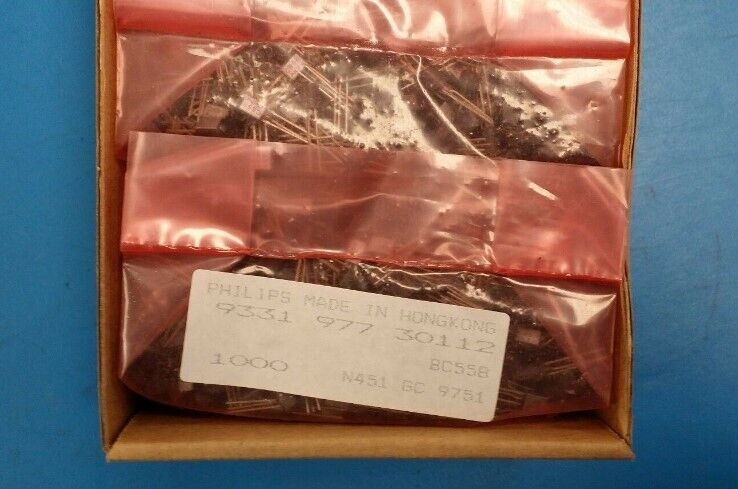 PHILIPS MADE IN HONGKONG
9331 977 30112
BC558
1000
N451 GC 9751